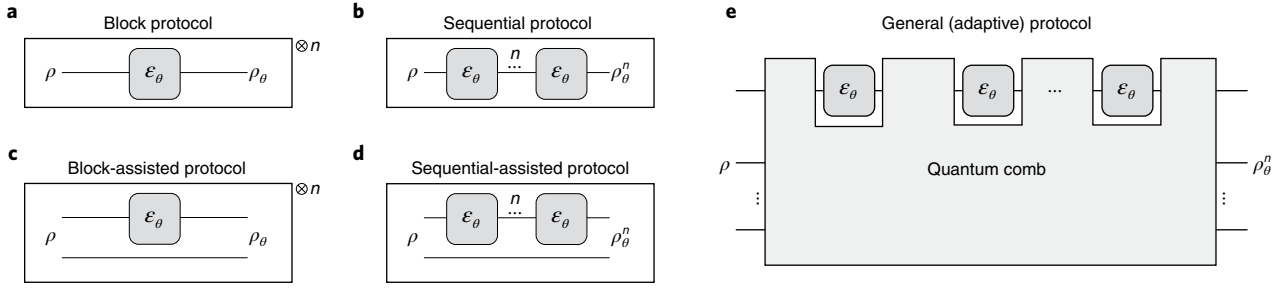 a
Block protocol
⊗n
ρ ε_θ ρ_θ
b
Sequential protocol
n
ρ ε_θ ... ε_θ ρ_θ^n
c
Block-assisted protocol
⊗n
ε_θ
ρ ρ_θ
d
Sequential-assisted protocol
n
ε_θ ... ε_θ
ρ ρ_θ^n
e
General (adaptive) protocol
ε_θ ε_θ ... ε_θ
ρ Quantum comb ρ_θ^n
⋮ ⋮